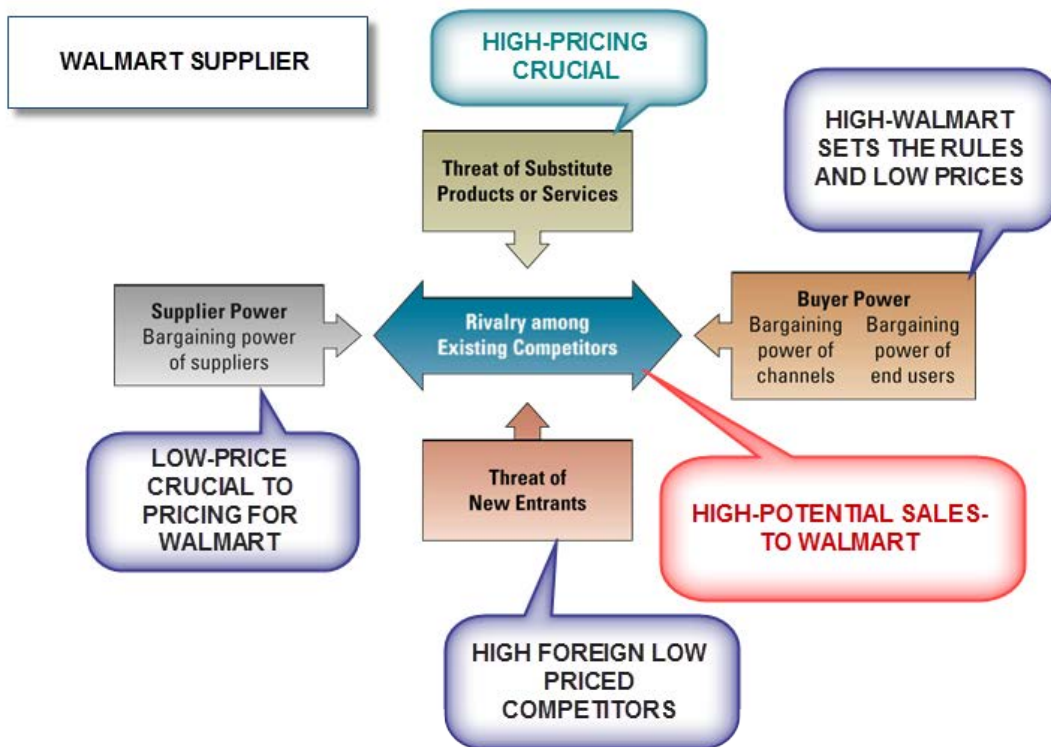 WALMART SUPPLIER
HIGH-PRICING
CRUCIAL
HIGH-WALMART
SETS THE RULES
AND LOW PRICES
Threat of Substitute
Products or Services
Supplier Power
Bargaining power
of suppliers
Rivalry among
Existing Competitors
Buyer Power
Bargaining
power of
channels
Bargaining
power of
end users
LOW-PRICE
CRUCIAL TO
PRICING FOR
WALMART
Threat of
New Entrants
HIGH-POTENTIAL SALES-
TO WALMART
HIGH FOREIGN LOW
PRICED
COMPETITORS